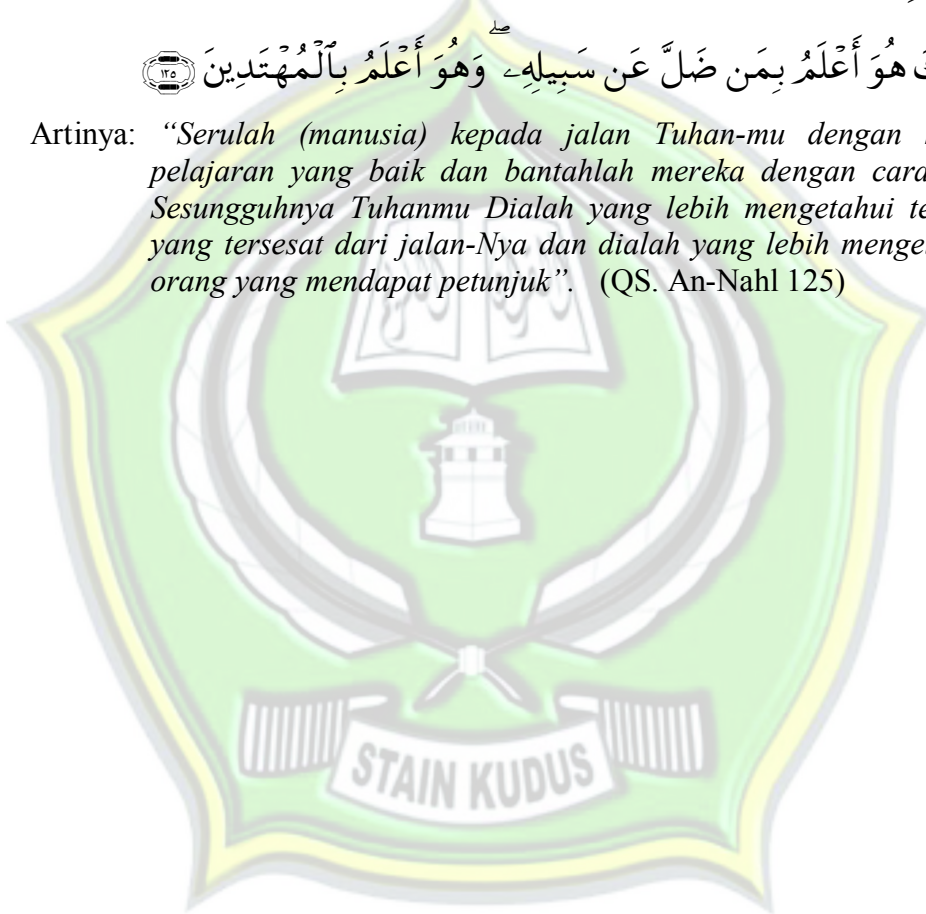 هُوَ أَعْلَمُ بِمَن ضَلَّ عَن سَبِيلِهِۦ ۖ وَهُوَ أَعْلَمُ بِٱلْمُهْتَدِينَ ﴿١٢٥﴾
Artinya: “Serulah (manusia) kepada jalan Tuhan-mu dengan
pelajaran yang baik dan bantahlah mereka dengan cara
Sesungguhnya Tuhanmu Dialah yang lebih mengetahui
yang tersesat dari jalan-Nya dan dialah yang lebih
orang yang mendapat petunjuk”. (QS. An-Nahl 125)
STAIN KUDUS